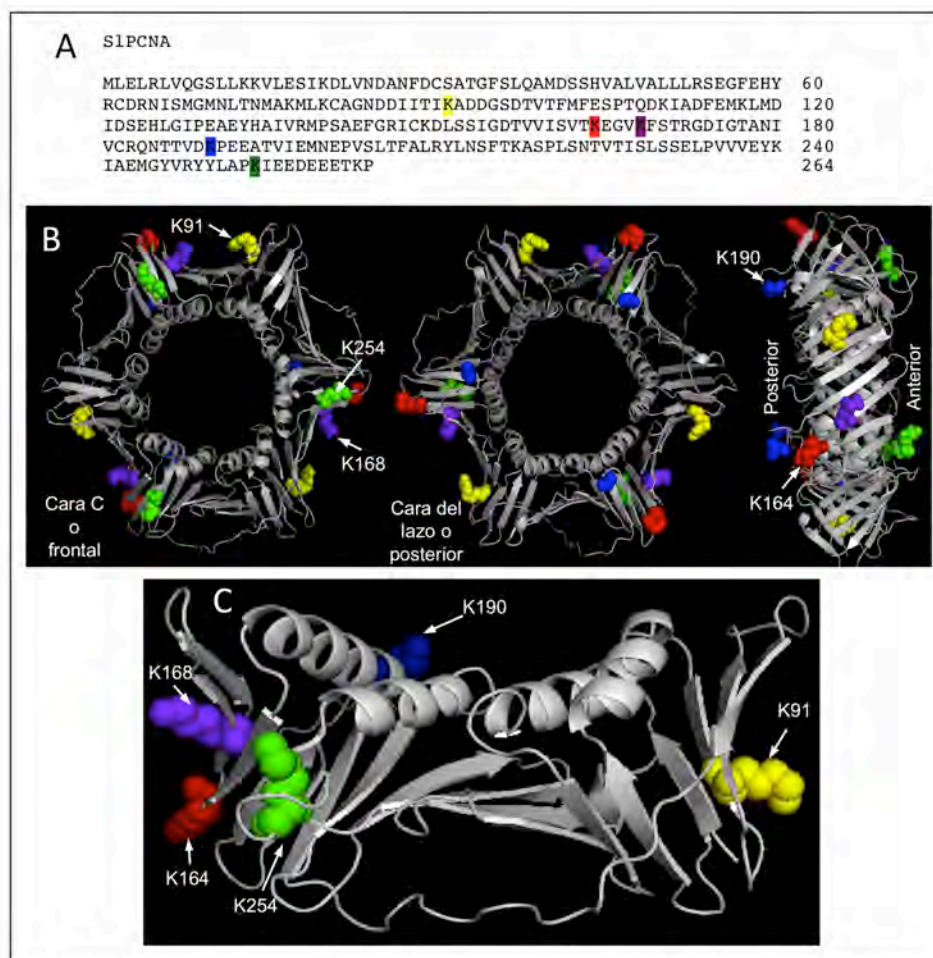 A
SlPCNA
MLELRLVQGSLLKKVLESIKDLVNDANFDCSATGFSLQAMDSSHVALVALLLRSEGFEHY 60
RCDRNISMGMNLTNMAKMLKCAGNDDIITIKADDGSDTVTFMFESPTQDKIADFEMKLMD 120
IDSEHLGIPEAEYHAIVRMPSAEFGRICKDLSSIGDTVVISVTKEGVKFSTRGDIGTANI 180
VCRQNTTVDKPEEATVIEMNEPVSLTFALRYLNSFTKASPLSNTVTISLSSELPVVVEYK 240
IAEMGYVRYYLAPKIEEDEEETKP 264
B
K91
K254
K168
Cara C
o
frontal
Cara del
lazo o
posterior
K190
Posterior
Anterior
K164
C
K190
K168
K91
K164
K254